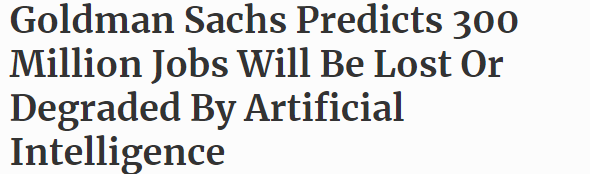 Goldman Sachs Predicts 300
Million Jobs Will Be Lost Or
Degraded By Artificial
Intelligence